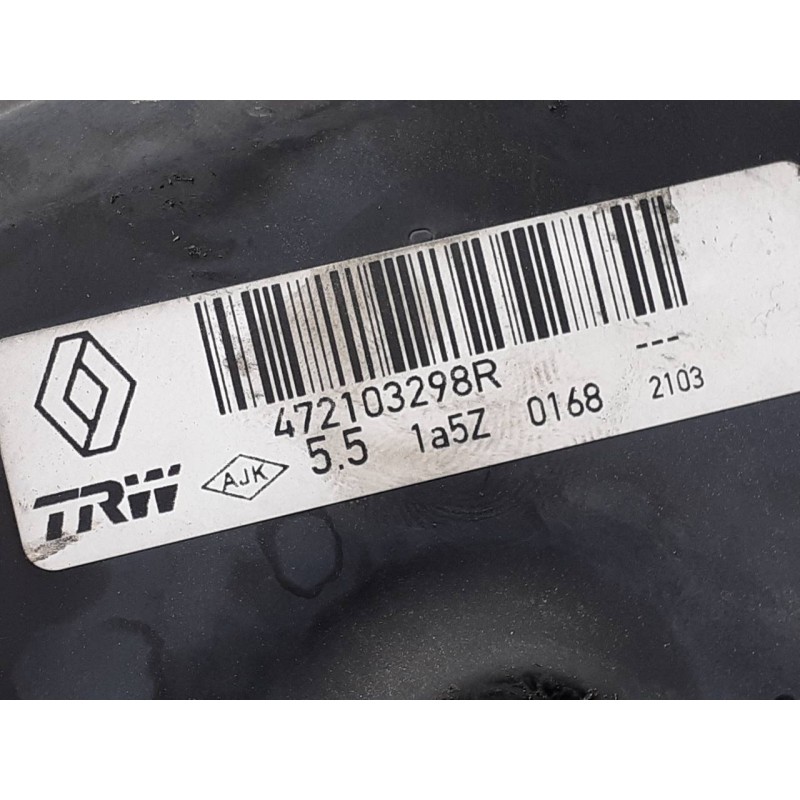 472103298R
---
5.5 1a5Z 0168 2103
TRW AJK